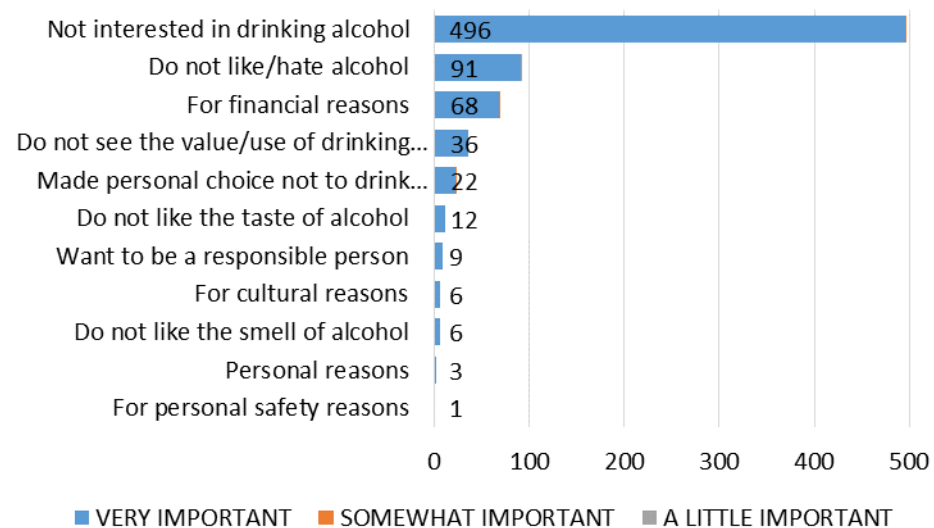 Not interested in drinking alcohol 496
Do not like/hate alcohol 91
For financial reasons 68
Do not see the value/use of drinking... 36
Made personal choice not to drink... 22
Do not like the taste of alcohol 12
Want to be a responsible person 9
For cultural reasons 6
Do not like the smell of alcohol 6
Personal reasons 3
For personal safety reasons 1
0 100 200 300 400 500
VERY IMPORTANT SOMEWHAT IMPORTANT A LITTLE IMPORTANT